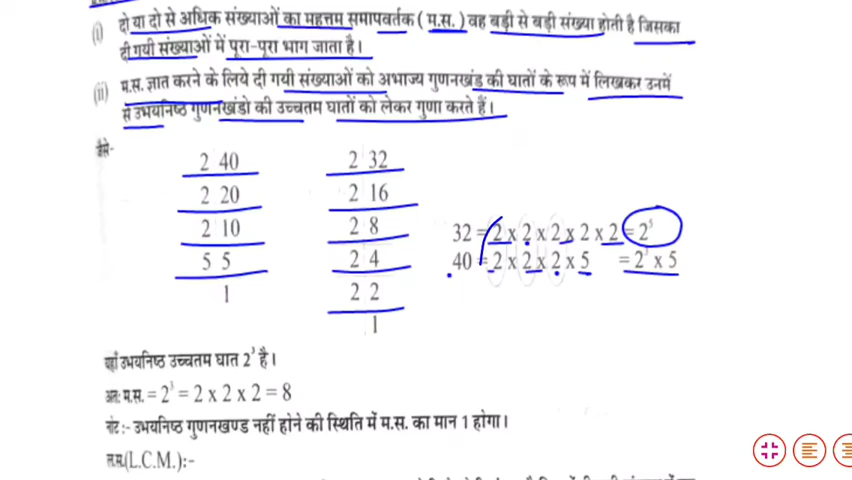 (i) दो या दो से अधिक संख्याओं का महत्तम समापवर्तक ( म.स. ) वह बड़ी से बड़ी संख्या होती है जिसका
दी गयी संख्याओं में पूरा-पूरा भाग जाता है।
(ii) म.स. ज्ञात करने के लिये दी गयी संख्याओं को अभाज्य गुणनखंड की घातों के रूप में लिखकर उनमें
से उभयनिष्ठ गुणनखंडो की उच्चतम घातों को लेकर गुणा करते हैं।
जैसे:-
2 40
2 20
2 10
5 5
1
2 32
2 16
2 8
2 4
2 2
1
32 = 2 x 2 x 2 x 2 x 2 = 2⁵
40 = 2 x 2 x 2 x 5 = 2³ x 5
यहाँ उभयनिष्ठ उच्चतम घात 2³ है।
अतः म.स. = 2³ = 2 x 2 x 2 = 8
नोट :- उभयनिष्ठ गुणनखण्ड नहीं होने की स्थिति में म.स. का मान 1 होगा।
ल.म.(L.C.M.):-